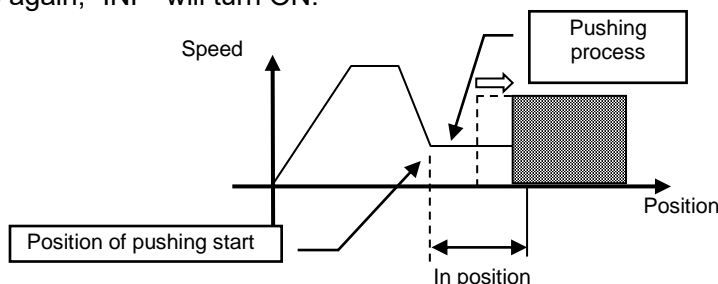 again, "INP" will turn ON.
Pushing
process
Speed
Position
Position of pushing start
In position